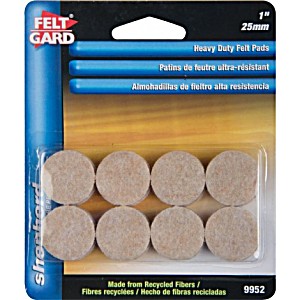 FELT
GARD
1"
25mm
Heavy Duty Felt Pads
Patins de feutre ultra-résistant
Almohadillas de fieltro alta resistencia
shepherd
Made from Recycled Fibers /
Fibres recyclées / Hecho de fibras recicladas
9952